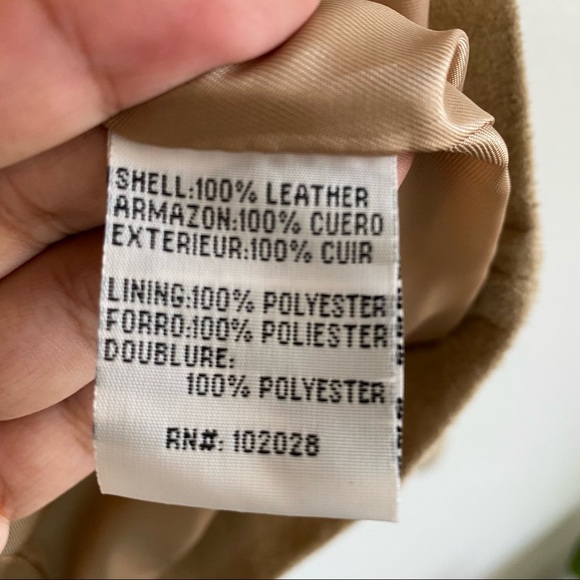 SHELL:100% LEATHER
ARMAZON:100% CUERO
EXTERIEUR:100% CUIR
LINING:100% POLYESTER
FORRO:100% POLIESTER
DOUBLURE:
100% POLYESTER
RN#: 102028